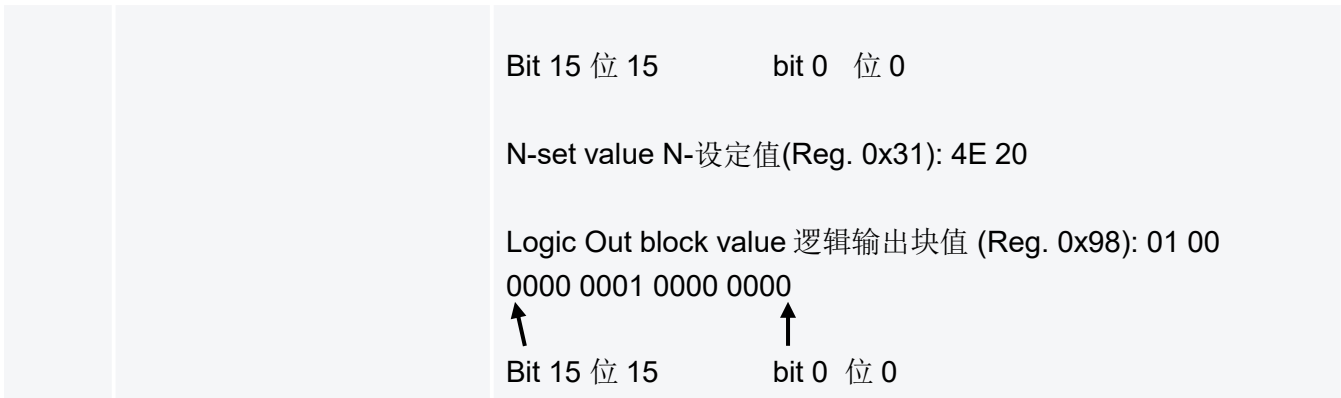 Bit 15 位 15 bit 0 位 0
N-set value N-设定值(Reg. 0x31): 4E 20
Logic Out block value 逻辑输出块值 (Reg. 0x98): 01 00
0000 0001 0000 0000
Bit 15 位 15 bit 0 位 0